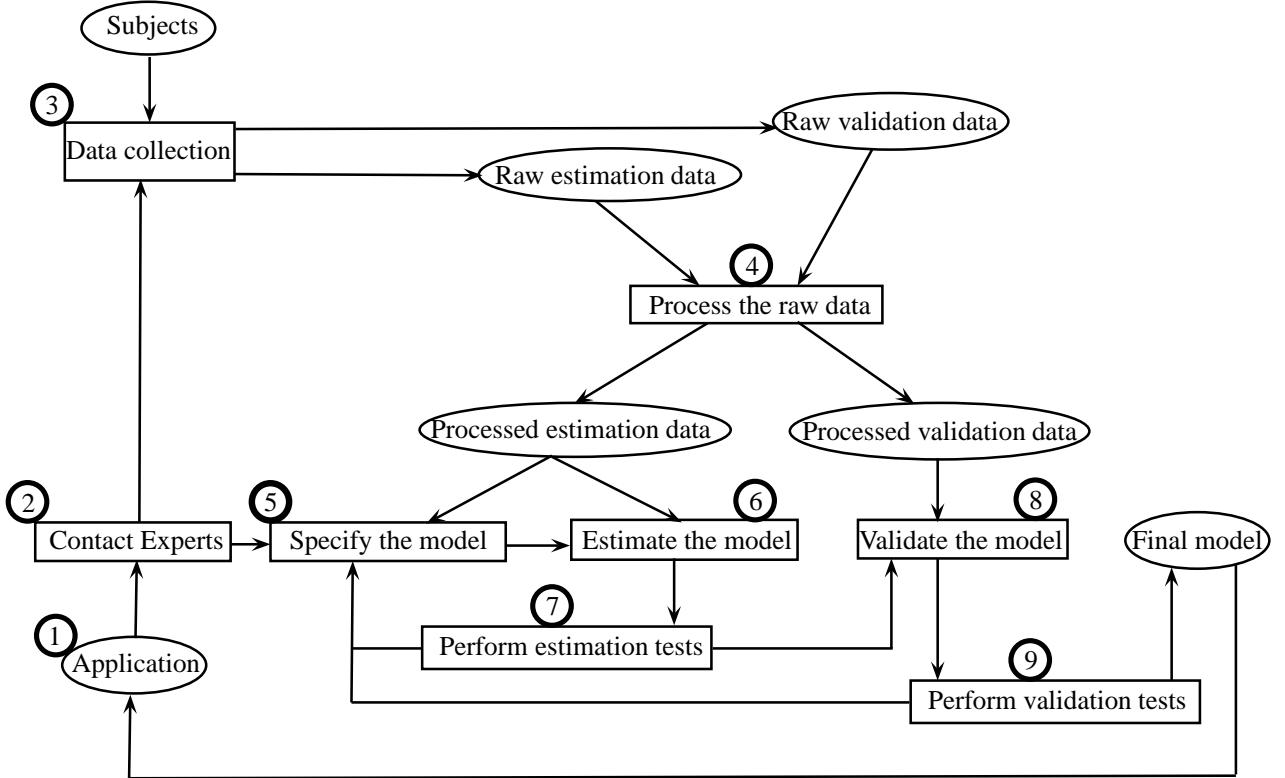 Subjects
3
Data collection
Raw validation data
Raw estimation data
4
Process the raw data
Processed estimation data
Processed validation data
2
Contact Experts
5
Specify the model
6
Estimate the model
8
Validate the model
Final model
7
Perform estimation tests
1
Application
9
Perform validation tests